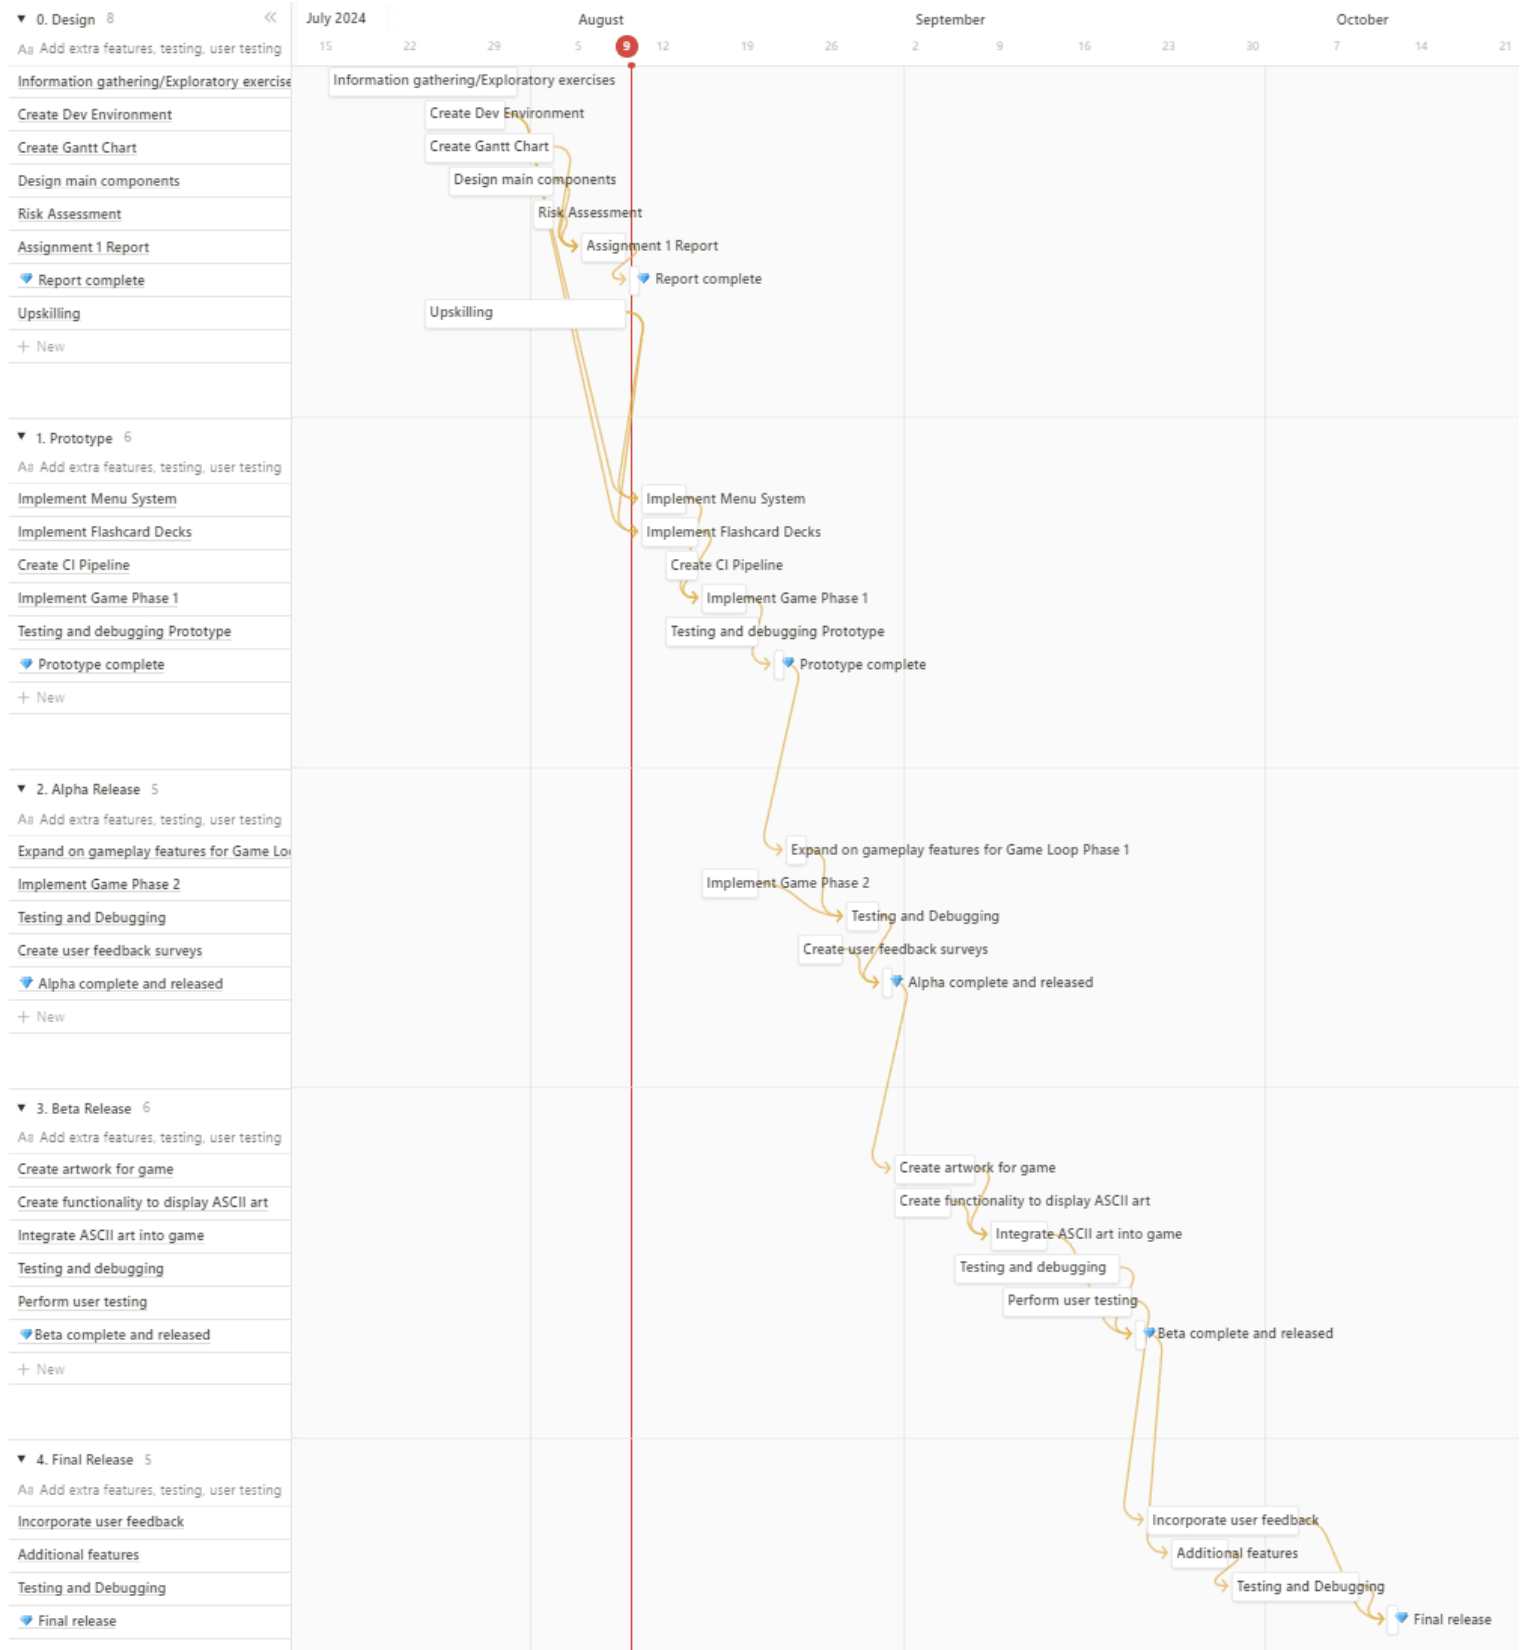 0. Design 8
July 2024 August September October
Aa Add extra features, testing, user testing
15 22 29 5 9 12 19 26 2 9 16 23 30 7 14 21
Information gathering/Exploratory exercise Information gathering/Exploratory exercises
Create Dev Environment Create Dev Environment
Create Gantt Chart Create Gantt Chart
Design main components Design main components
Risk Assessment Risk Assessment
Assignment 1 Report Assignment 1 Report
Report complete Report complete
Upskilling Upskilling
+ New
1. Prototype 6
Aa Add extra features, testing, user testing
Implement Menu System Implement Menu System
Implement Flashcard Decks Implement Flashcard Decks
Create CI Pipeline Create CI Pipeline
Implement Game Phase 1 Implement Game Phase 1
Testing and debugging Prototype Testing and debugging Prototype
Prototype complete Prototype complete
+ New
2. Alpha Release 5
Aa Add extra features, testing, user testing
Expand on gameplay features for Game Loo Expand on gameplay features for Game Loop Phase 1
Implement Game Phase 2 Implement Game Phase 2
Testing and Debugging Testing and Debugging
Create user feedback surveys Create user feedback surveys
Alpha complete and released Alpha complete and released
+ New
3. Beta Release 6
Aa Add extra features, testing, user testing
Create artwork for game Create artwork for game
Create functionality to display ASCII art Create functionality to display ASCII art
Integrate ASCII art into game Integrate ASCII art into game
Testing and debugging Testing and debugging
Perform user testing Perform user testing
Beta complete and released Beta complete and released
+ New
4. Final Release 5
Aa Add extra features, testing, user testing
Incorporate user feedback Incorporate user feedback
Additional features Additional features
Testing and Debugging Testing and Debugging
Final release Final release